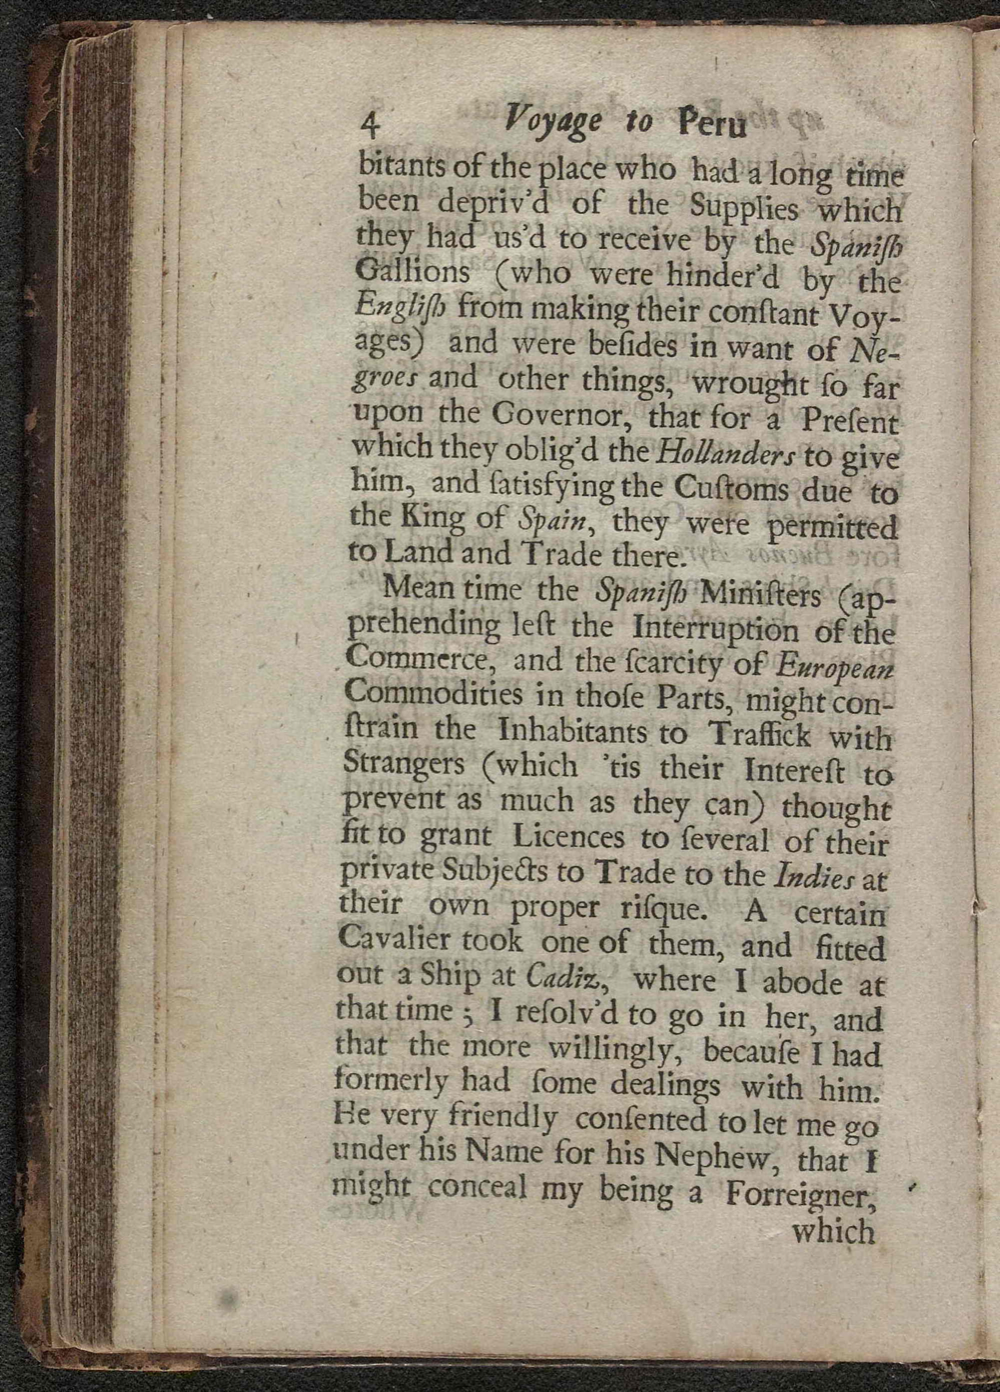 4 Voyage to Peru
bitants of the place who had a long time
been depriv'd of the Supplies which
they had us'd to receive by the Spaniſh
Gallions (who were hinder'd by the
Engliſh from making their conſtant Voy-
ages) and were beſides in want of Ne-
groes and other things, wrought ſo far
upon the Governor, that for a Preſent
which they oblig'd the Hollanders to give
him, and ſatisfying the Cuſtoms due to
the King of Spain, they were permitted
to Land and Trade there.
Mean time the Spaniſh Miniſters (ap-
prehending leſt the Interruption of the
Commerce, and the ſcarcity of European
Commodities in thoſe Parts, might con-
ſtrain the Inhabitants to Traffick with
Strangers (which 'tis their Intereſt to
prevent as much as they can) thought
fit to grant Licences to ſeveral of their
private Subjects to Trade to the Indies at
their own proper riſque. A certain
Cavalier took one of them, and fitted
out a Ship at Cadiz, where I abode at
that time; I reſolv'd to go in her, and
that the more willingly, becauſe I had
formerly had ſome dealings with him.
He very friendly conſented to let me go
under his Name for his Nephew, that I
might conceal my being a Forreigner,
which